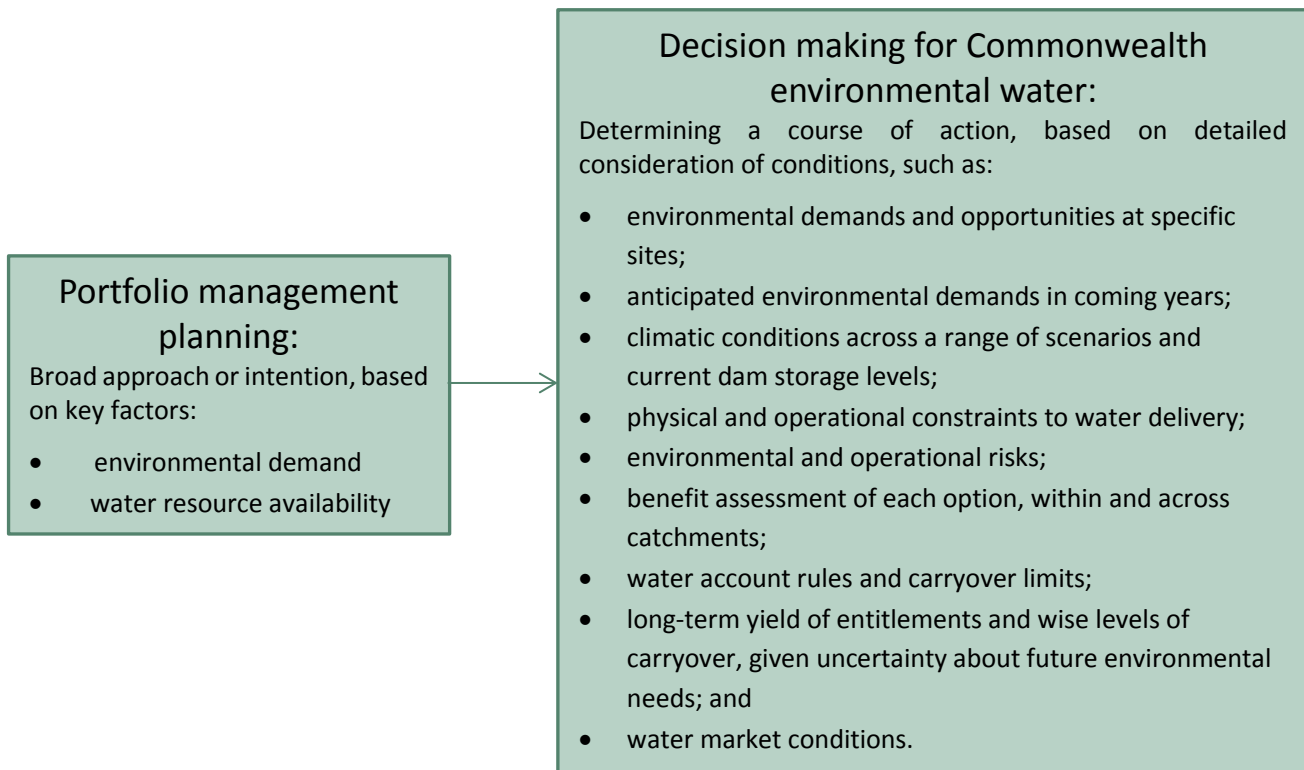 Portfolio management
planning:
Broad approach or intention, based
on key factors:
• environmental demand
• water resource availability
Decision making for Commonwealth
environmental water:
Determining a course of action, based on detailed
consideration of conditions, such as:
• environmental demands and opportunities at specific
sites;
• anticipated environmental demands in coming years;
• climatic conditions across a range of scenarios and
current dam storage levels;
• physical and operational constraints to water delivery;
• environmental and operational risks;
• benefit assessment of each option, within and across
catchments;
• water account rules and carryover limits;
• long-term yield of entitlements and wise levels of
carryover, given uncertainty about future environmental
needs; and
• water market conditions.